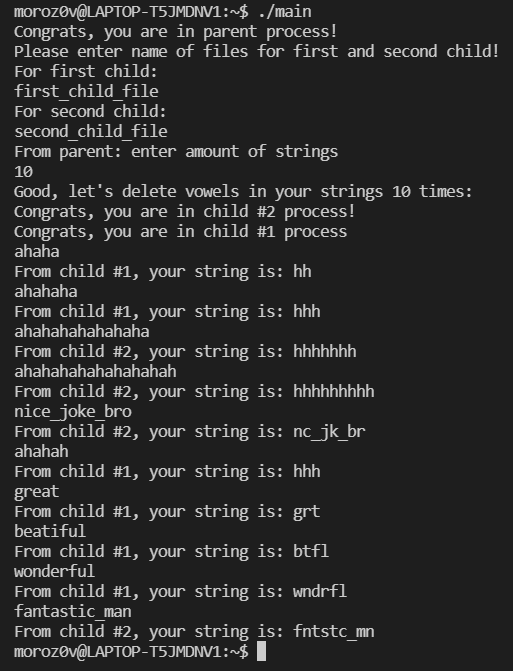 moroz0v@LAPTOP-T5JMDNV1:~$ ./main
Congrats, you are in parent process!
Please enter name of files for first and second child!
For first child:
first_child_file
For second child:
second_child_file
From parent: enter amount of strings
10
Good, let's delete vowels in your strings 10 times:
Congrats, you are in child #2 process!
Congrats, you are in child #1 process
ahaha
From child #1, your string is: hh
ahahaha
From child #1, your string is: hhh
ahahahahahahaha
From child #2, your string is: hhhhhhh
ahahahahahahahahah
From child #2, your string is: hhhhhhhhh
nice_joke_bro
From child #2, your string is: nc_jk_br
ahahah
From child #1, your string is: hhh
great
From child #1, your string is: grt
beatiful
From child #1, your string is: btfl
wonderful
From child #1, your string is: wndrfl
fantastic_man
From child #2, your string is: fntstc_mn
moroz0v@LAPTOP-T5JMDNV1:~$